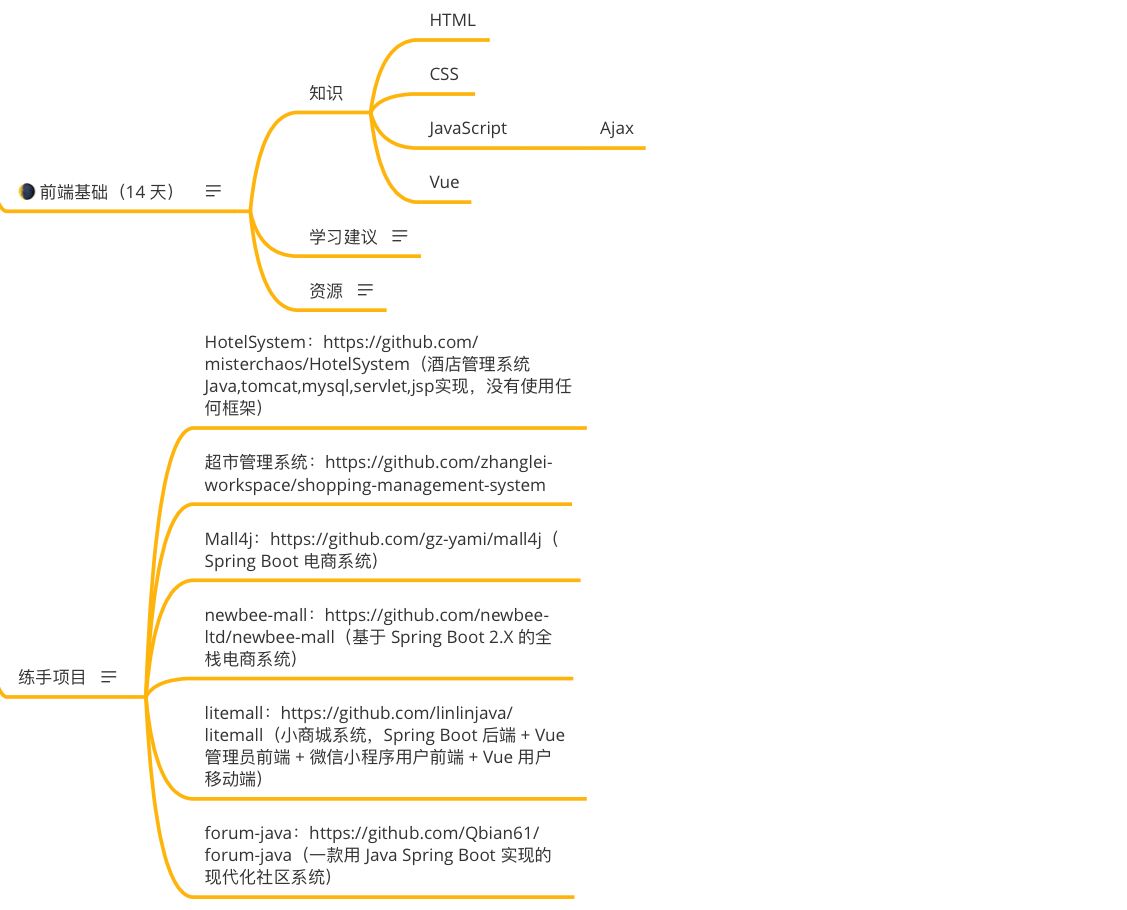 HTML
CSS
知识
JavaScript
Ajax
Vue
🌘 前端基础（14 天）
学习建议
资源
HotelSystem：https://github.com/
misterchaos/HotelSystem（酒店管理系统
Java,tomcat,mysql,servlet,jsp实现，没有使用任
何框架）
超市管理系统：https://github.com/zhanglei-
workspace/shopping-management-system
Mall4j：https://github.com/gz-yami/mall4j（
Spring Boot 电商系统）
newbee-mall：https://github.com/newbee-
ltd/newbee-mall（基于 Spring Boot 2.X 的全
栈电商系统）
练手项目
litemall：https://github.com/linlinjava/
litemall（小商城系统，Spring Boot 后端 + Vue
管理员前端 + 微信小程序用户前端 + Vue 用户
移动端）
forum-java：https://github.com/Qbian61/
forum-java（一款用 Java Spring Boot 实现的
现代化社区系统）